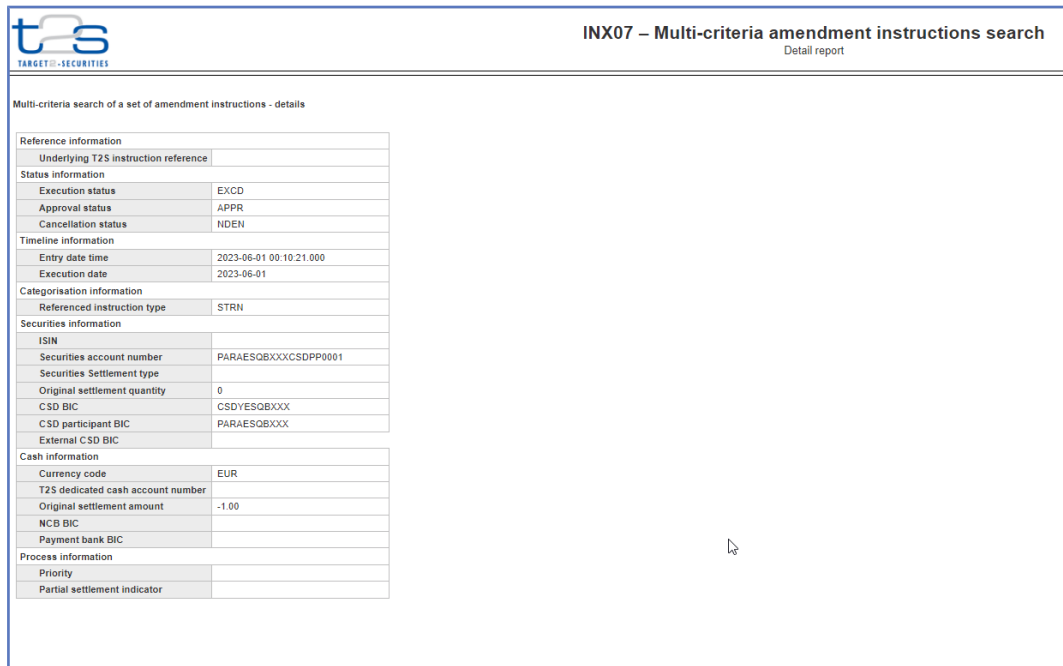 t2s
TARGET2-SECURITIES
INX07 – Multi-criteria amendment instructions search
Detail report
Multi-criteria search of a set of amendment instructions - details
Reference information
Underlying T2S instruction reference
Status information
Execution status EXCD
Approval status APPR
Cancellation status NDEN
Timeline information
Entry date time 2023-06-01 00:10:21.000
Execution date 2023-06-01
Categorisation information
Referenced instruction type STRN
Securities information
ISIN
Securities account number PARAESQBXXXCSDPP0001
Securities Settlement type
Original settlement quantity 0
CSD BIC CSDYESQBXXX
CSD participant BIC PARAESQBXXX
External CSD BIC
Cash information
Currency code EUR
T2S dedicated cash account number
Original settlement amount -1.00
NCB BIC
Payment bank BIC
Process information
Priority
Partial settlement indicator